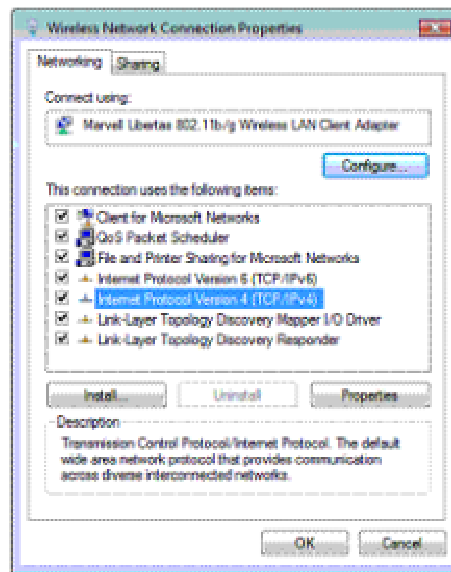 Wireless Network Connection Properties
Networking Sharing
Connect using:
Marvell Libertas 802.11b/g Wireless LAN Client Adapter
Configure...
This connection uses the following items:
Client for Microsoft Networks
QoS Packet Scheduler
File and Printer Sharing for Microsoft Networks
Internet Protocol Version 6 (TCP/IPv6)
Internet Protocol Version 4 (TCP/IPv4)
Link-Layer Topology Discovery Mapper I/O Driver
Link-Layer Topology Discovery Responder
Install... Uninstall Properties
Description
Transmission Control Protocol/Internet Protocol. The default
wide area network protocol that provides communication
across diverse interconnected networks.
OK Cancel